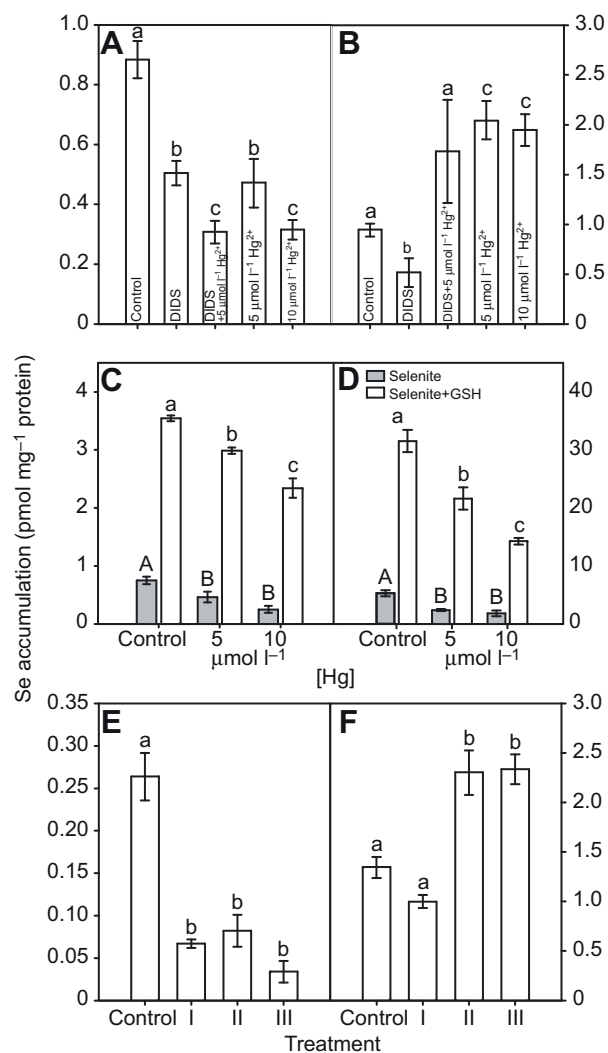 A
B
1.0
0.8
0.6
0.4
0.2
0
a
b
c
b
c
Control
DIDS
DIDS
+5 μmol l⁻¹ Hg²⁺
5 μmol l⁻¹ Hg²⁺
10 μmol l⁻¹ Hg²⁺
a
b
a
c
c
Control
DIDS
DIDS+5 μmol l⁻¹ Hg²⁺
5 μmol l⁻¹ Hg²⁺
10 μmol l⁻¹ Hg²⁺
3.0
2.5
2.0
1.5
1.0
0.5
0
Se accumulation (pmol mg⁻¹ protein)
C
D
Selenite
Selenite+GSH
4
3
2
1
0
a
b
c
A
B
B
a
b
c
A
B
B
40
30
20
10
0
Control 5 10
μmol l⁻¹
Control 5 10
μmol l⁻¹
[Hg]
E
F
0.35
0.30
0.25
0.20
0.15
0.10
0.05
0
a
b
b
b
a
a
b
b
3.0
2.5
2.0
1.5
1.0
0.5
0
Control I II III
Control I II III
Treatment